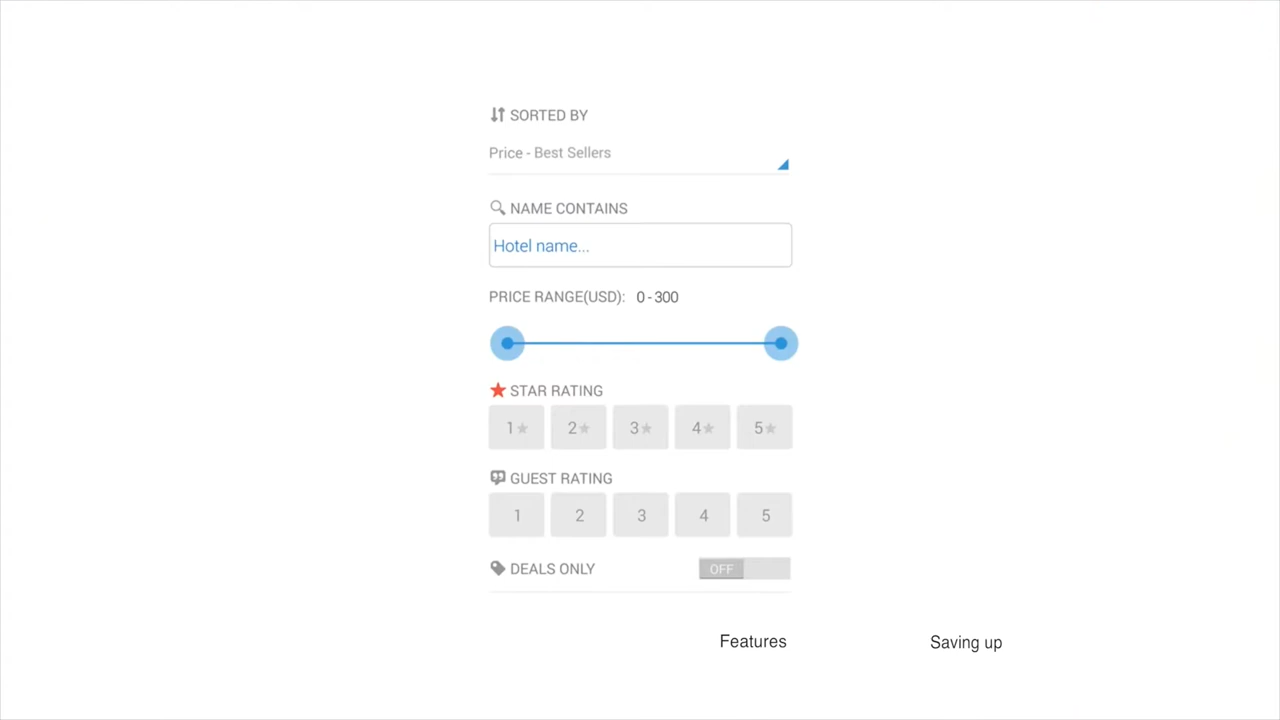 SORTED BY
Price - Best Sellers
NAME CONTAINS
Hotel name...
PRICE RANGE(USD): 0 - 300
STAR RATING
1★ 2★ 3★ 4★ 5★
GUEST RATING
1 2 3 4 5
DEALS ONLY OFF
Features Saving up